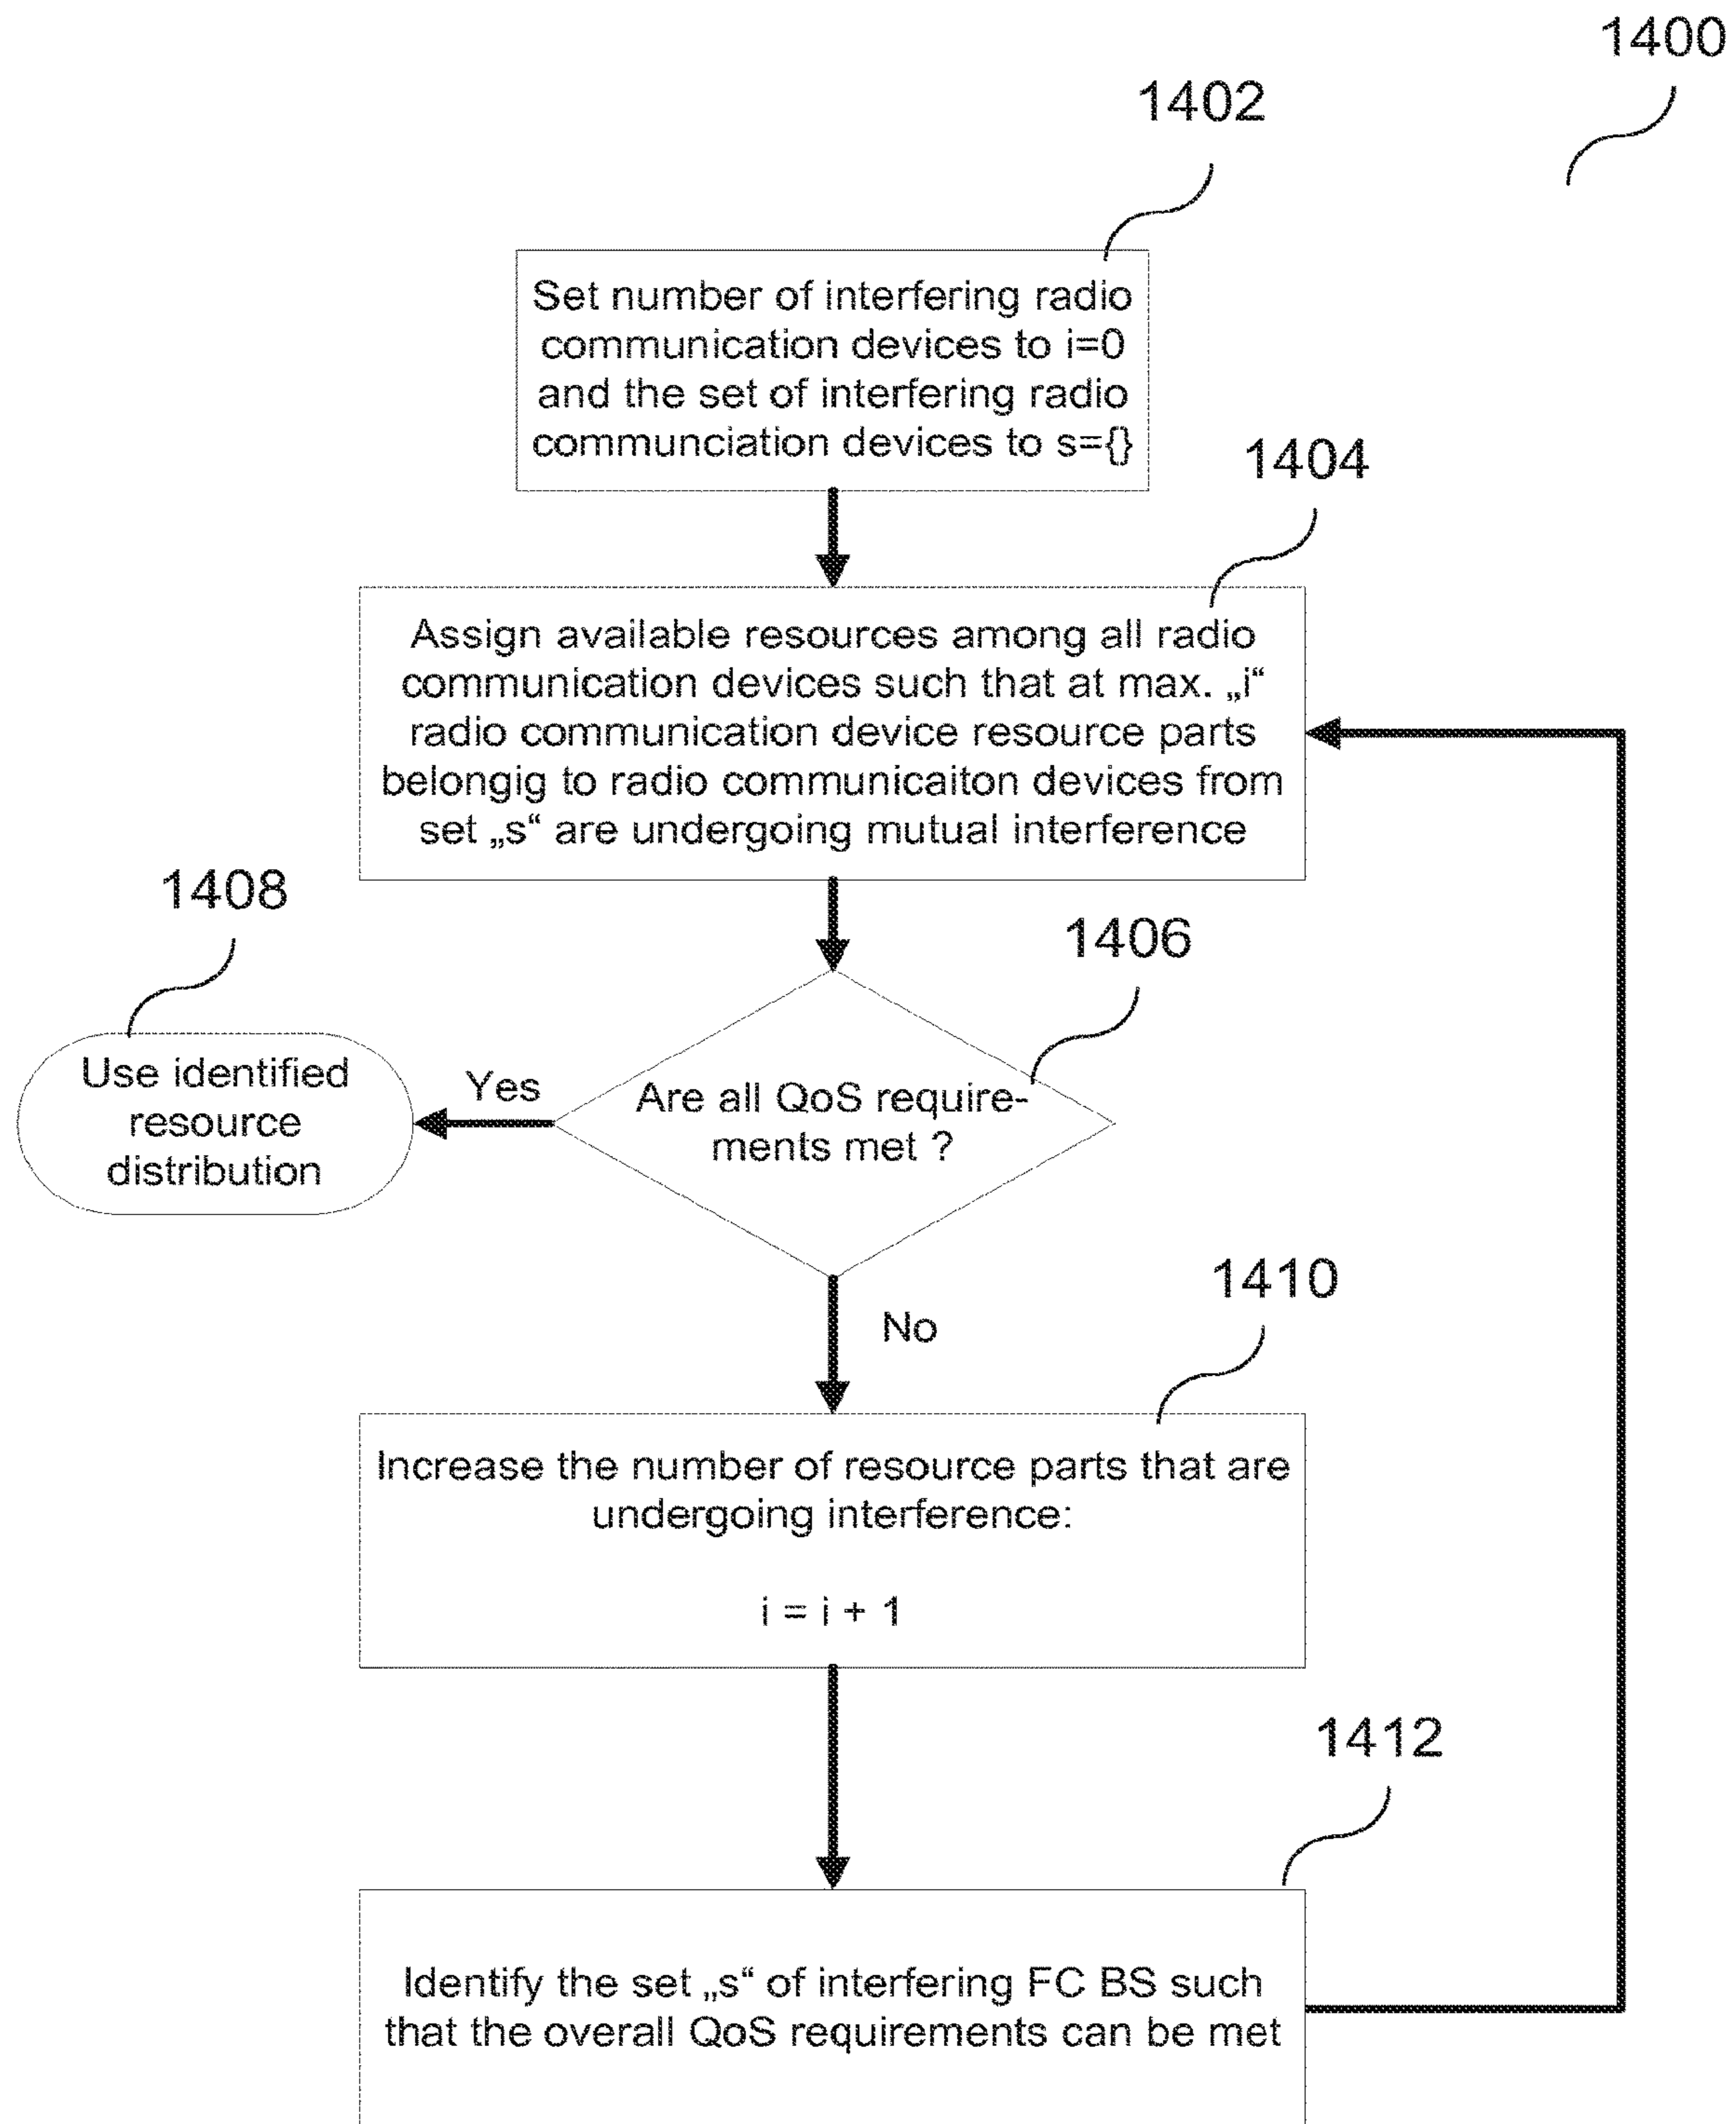 1400
1402
Set number of interfering radio
communication devices to i=0
and the set of interfering radio
communciation devices to s={}
1404
Assign available resources among all radio
communication devices such that at max. „i“
radio communication device resource parts
belongig to radio communicaiton devices from
set „s“ are undergoing mutual interference
1408
1406
Use identified
resource
distribution
Yes
Are all QoS require-
ments met ?
No
1410
Increase the number of resource parts that are
undergoing interference:
i = i + 1
1412
Identify the set „s“ of interfering FC BS such
that the overall QoS requirements can be met